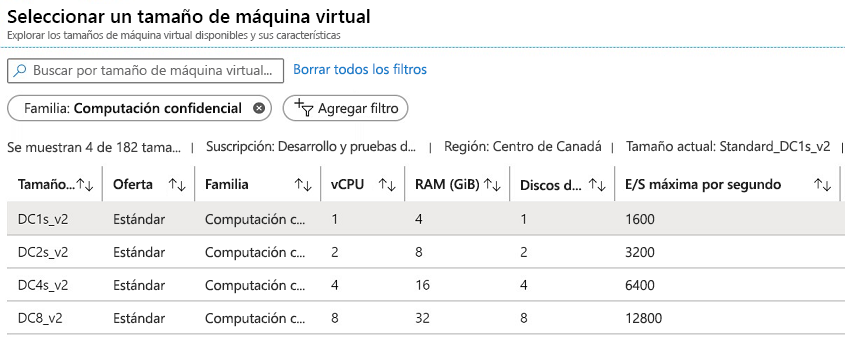 Seleccionar un tamaño de máquina virtual
Explorar los tamaños de máquina virtual disponibles y sus características
Buscar por tamaño de máquina virtual... Borrar todos los filtros
Familia: Computación confidencial Agregar filtro
Se muestran 4 de 182 tama... | Suscripción: Desarrollo y pruebas d... | Región: Centro de Canadá | Tamaño actual: Standard_DC1s_v2 |
Tamaño... Oferta Familia vCPU RAM (GiB) Discos d... E/S máxima por segundo
DC1s_v2 Estándar Computación c... 1 4 1 1600
DC2s_v2 Estándar Computación c... 2 8 2 3200
DC4s_v2 Estándar Computación c... 4 16 4 6400
DC8_v2 Estándar Computación c... 8 32 8 12800